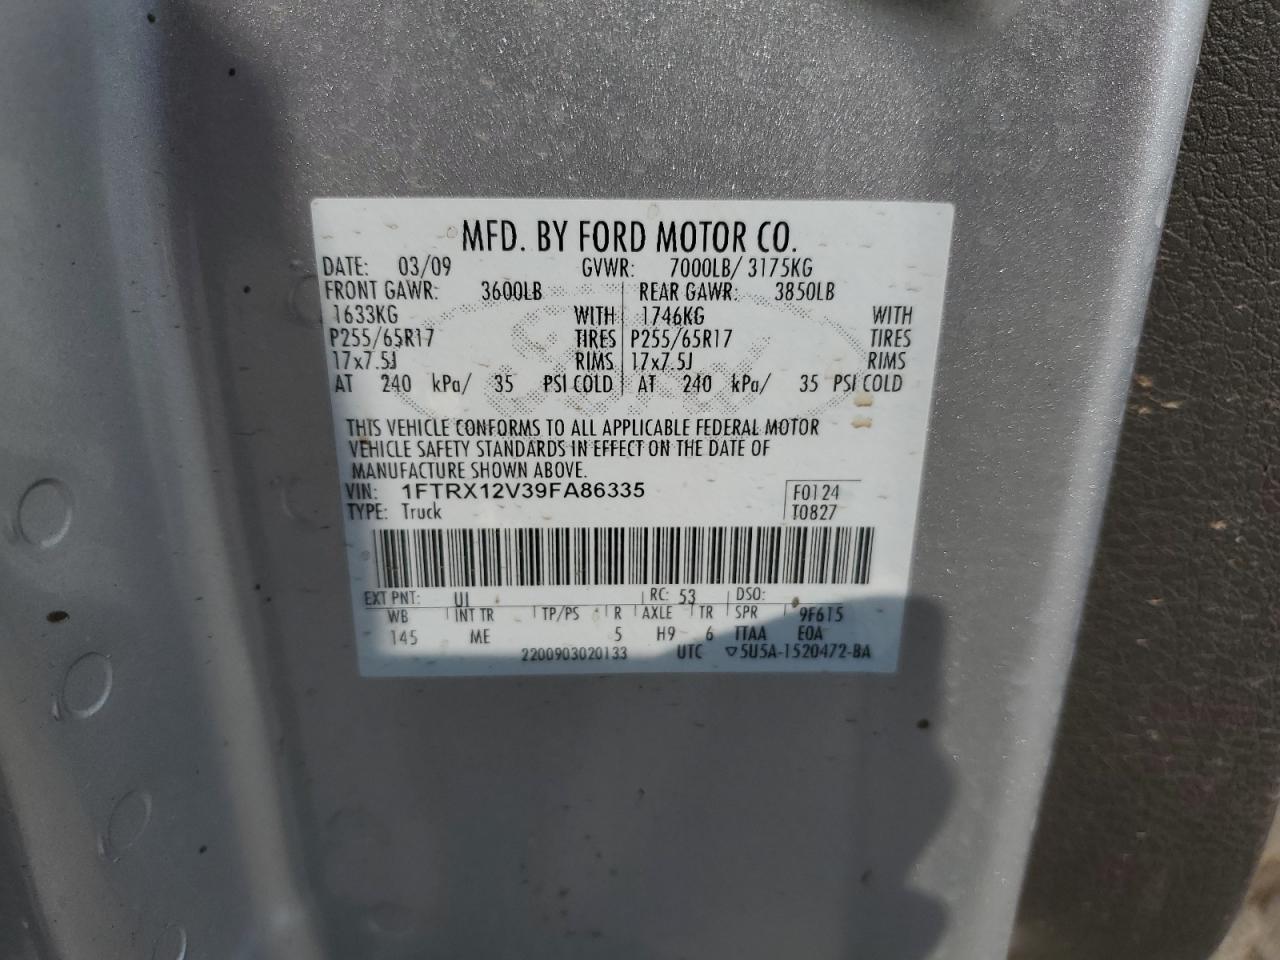 MFD. BY FORD MOTOR CO.
DATE: 03/09 GVWR: 7000LB/ 3175KG
FRONT GAWR: 3600LB REAR GAWR: 3850LB
1633KG WITH 1746KG WITH
P255/65R17 TIRES P255/65R17 TIRES
17x7.5J RIMS 17x7.5J RIMS
AT 240 kPa/ 35 PSI COLD AT 240 kPa/ 35 PSI COLD
THIS VEHICLE CONFORMS TO ALL APPLICABLE FEDERAL MOTOR
VEHICLE SAFETY STANDARDS IN EFFECT ON THE DATE OF
MANUFACTURE SHOWN ABOVE.
VIN: 1FTRX12V39FA86335 F0124
TYPE: Truck T0827
EXT PNT: UI RC: 53 DSO:
WB INT TR TP/PS R AXLE TR SPR 9F615
145 ME 5 H9 6 TTAA E0A
2200903020133 UTC ▽5U5A-1520472-BA